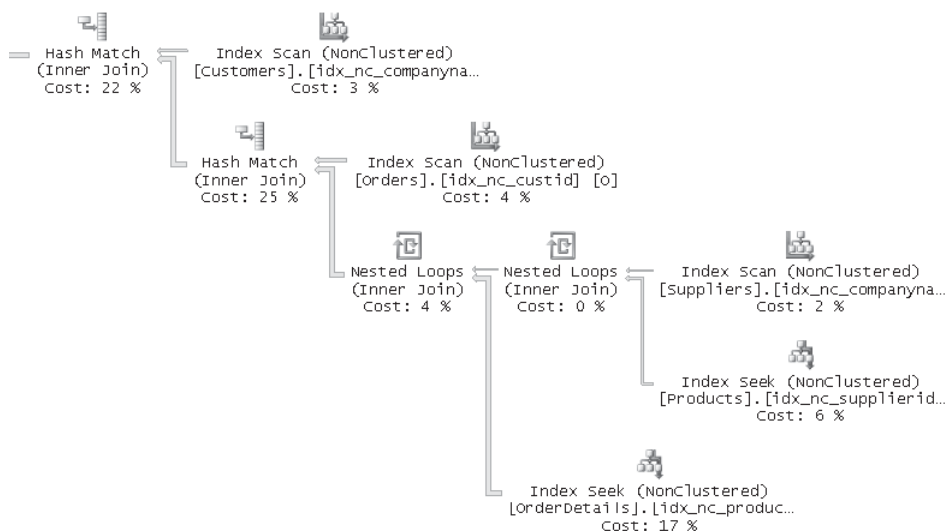 Hash Match
(Inner Join)
Cost: 22 %
Index Scan (NonClustered)
[Customers].[idx_nc_companyna...
Cost: 3 %
Hash Match
(Inner Join)
Cost: 25 %
Index Scan (NonClustered)
[Orders].[idx_nc_custid] [O]
Cost: 4 %
Nested Loops
(Inner Join)
Cost: 4 %
Nested Loops
(Inner Join)
Cost: 0 %
Index Scan (NonClustered)
[Suppliers].[idx_nc_companyna...
Cost: 2 %
Index Seek (NonClustered)
[Products].[idx_nc_supplierid...
Cost: 6 %
Index Seek (NonClustered)
[OrderDetails].[idx_nc_produc...
Cost: 17 %